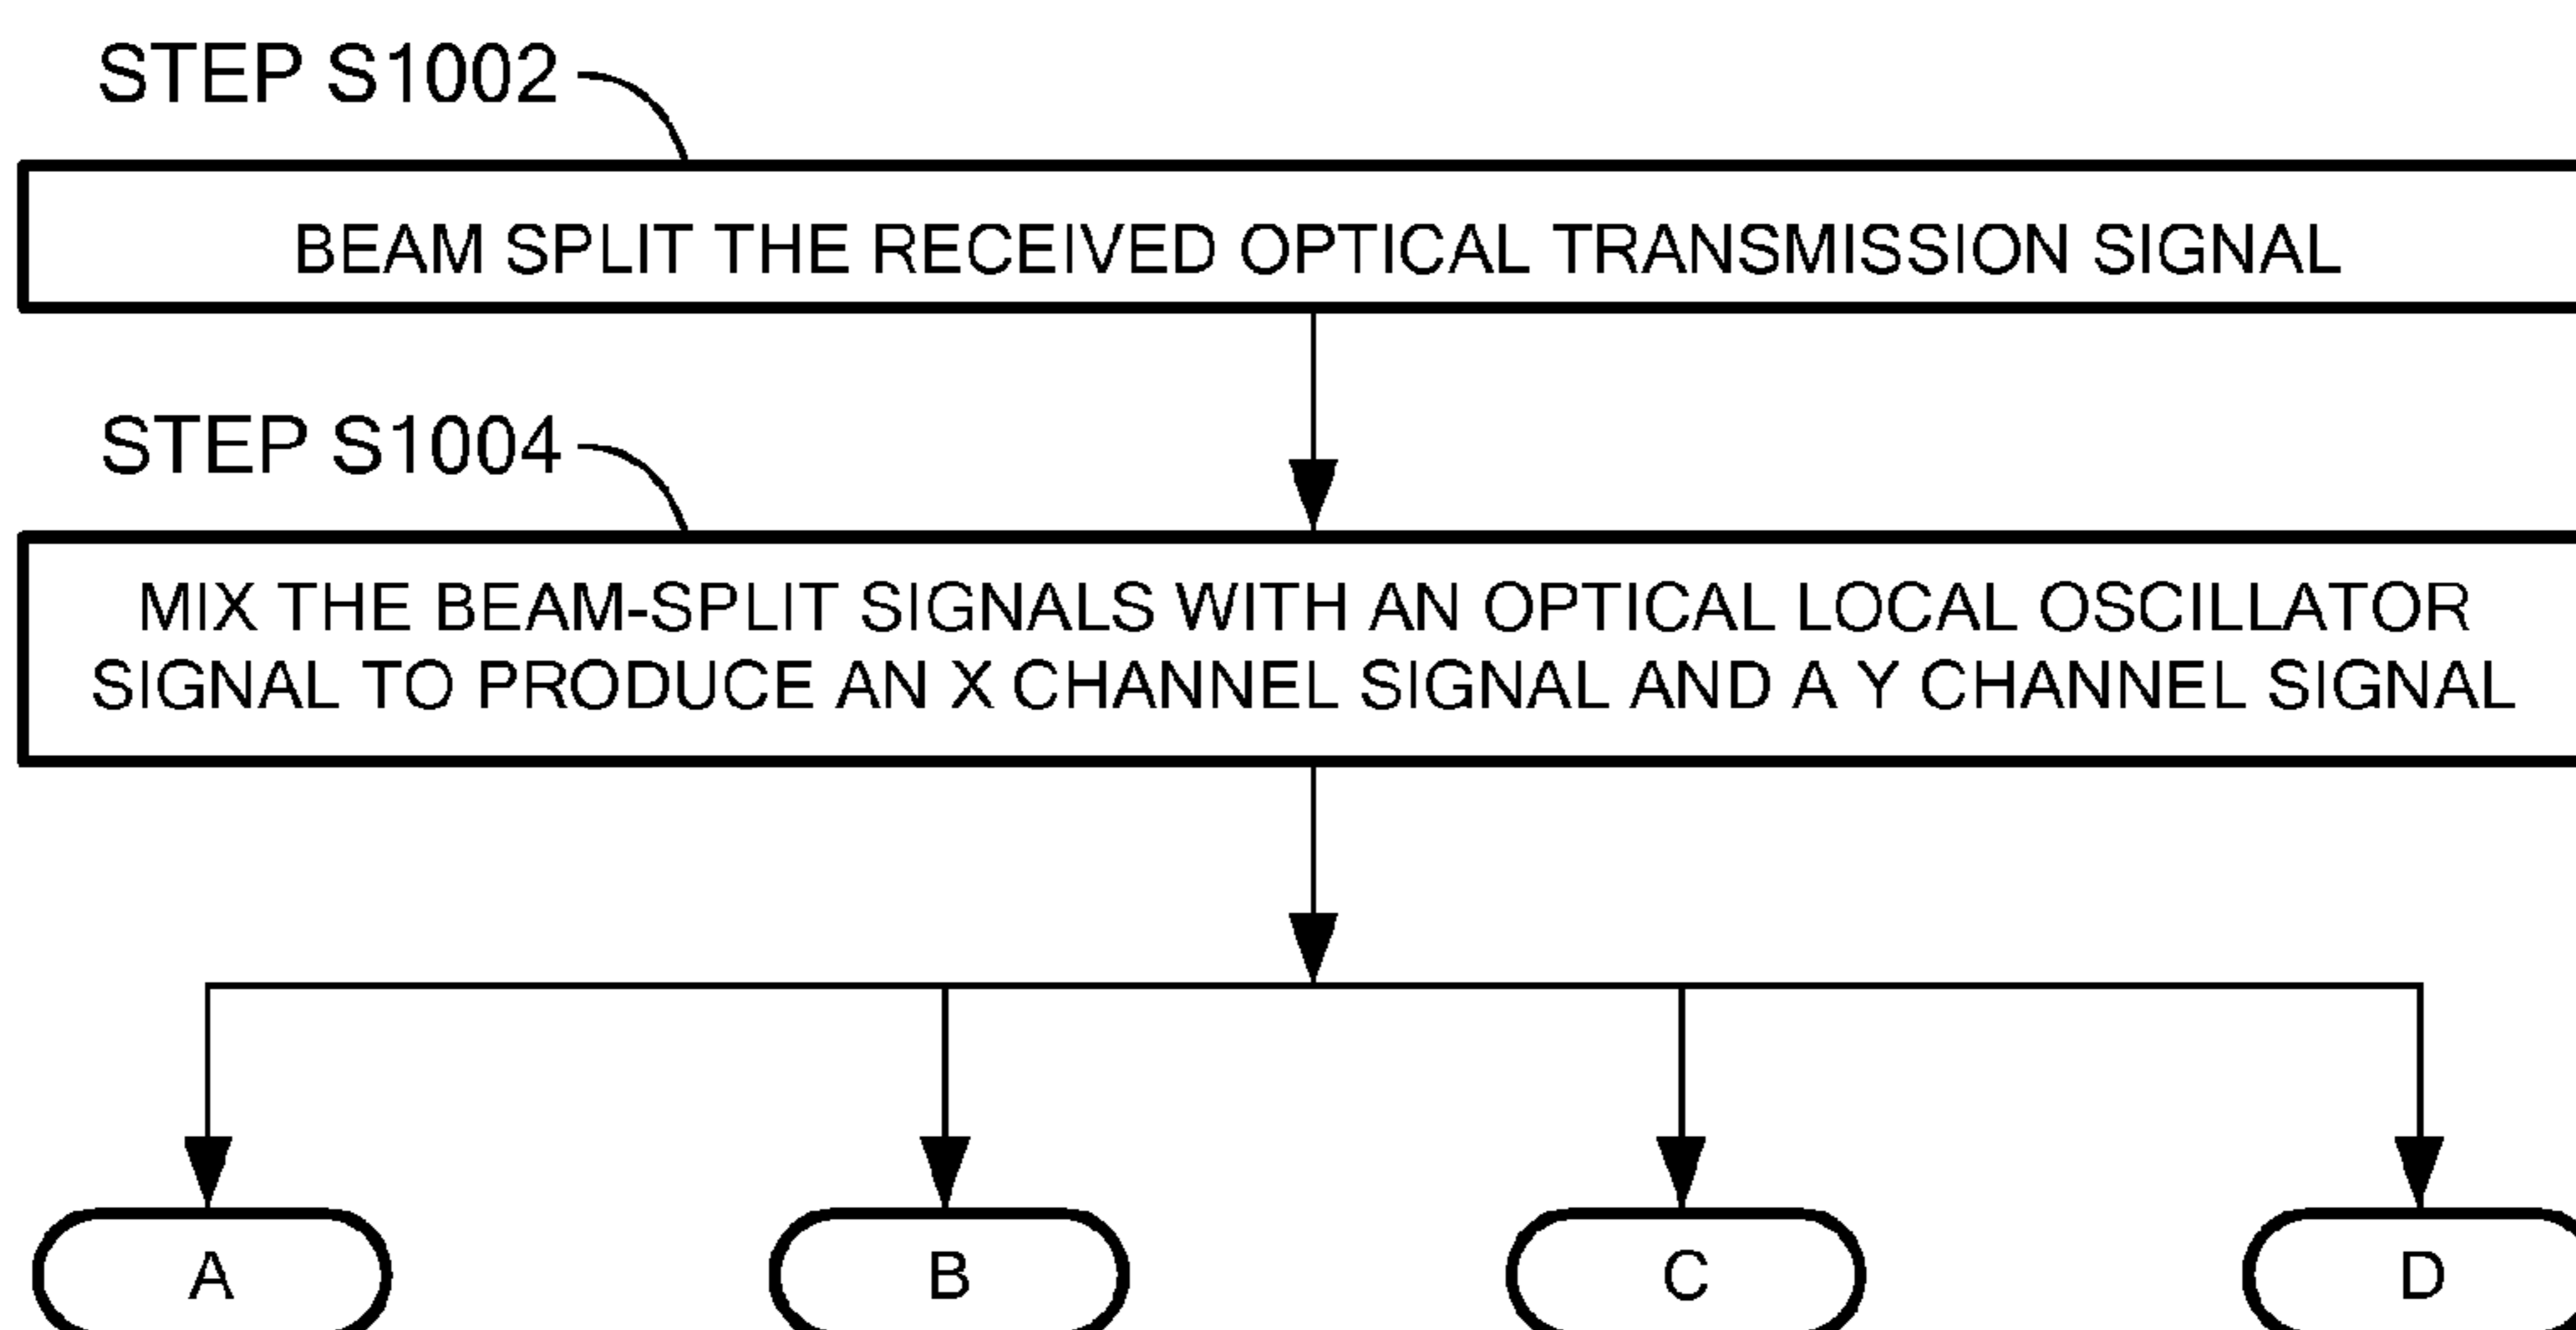 STEP S1002
BEAM SPLIT THE RECEIVED OPTICAL TRANSMISSION SIGNAL
STEP S1004
MIX THE BEAM-SPLIT SIGNALS WITH AN OPTICAL LOCAL OSCILLATOR
SIGNAL TO PRODUCE AN X CHANNEL SIGNAL AND A Y CHANNEL SIGNAL
A
B
C
D